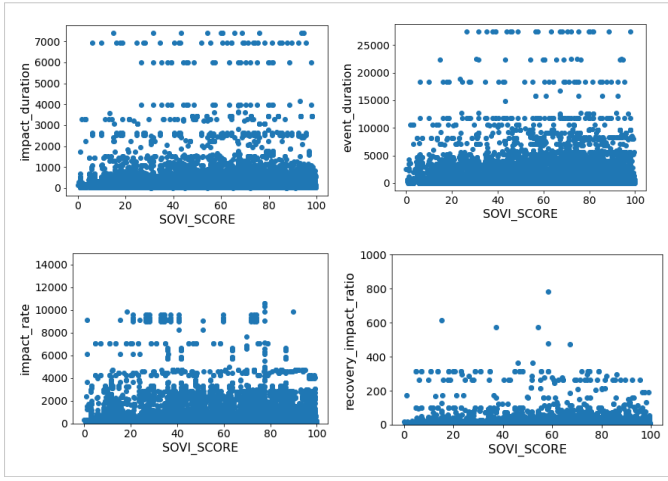 impact_duration
7000
6000
5000
4000
3000
2000
1000
0
0 20 40 60 80 100
SOVI_SCORE
event_duration
25000
20000
15000
10000
5000
0
0 20 40 60 80 100
SOVI_SCORE
impact_rate
14000
12000
10000
8000
6000
4000
2000
0
0 20 40 60 80 100
SOVI_SCORE
recovery_impact_ratio
1000
800
600
400
200
0
0 20 40 60 80 100
SOVI_SCORE